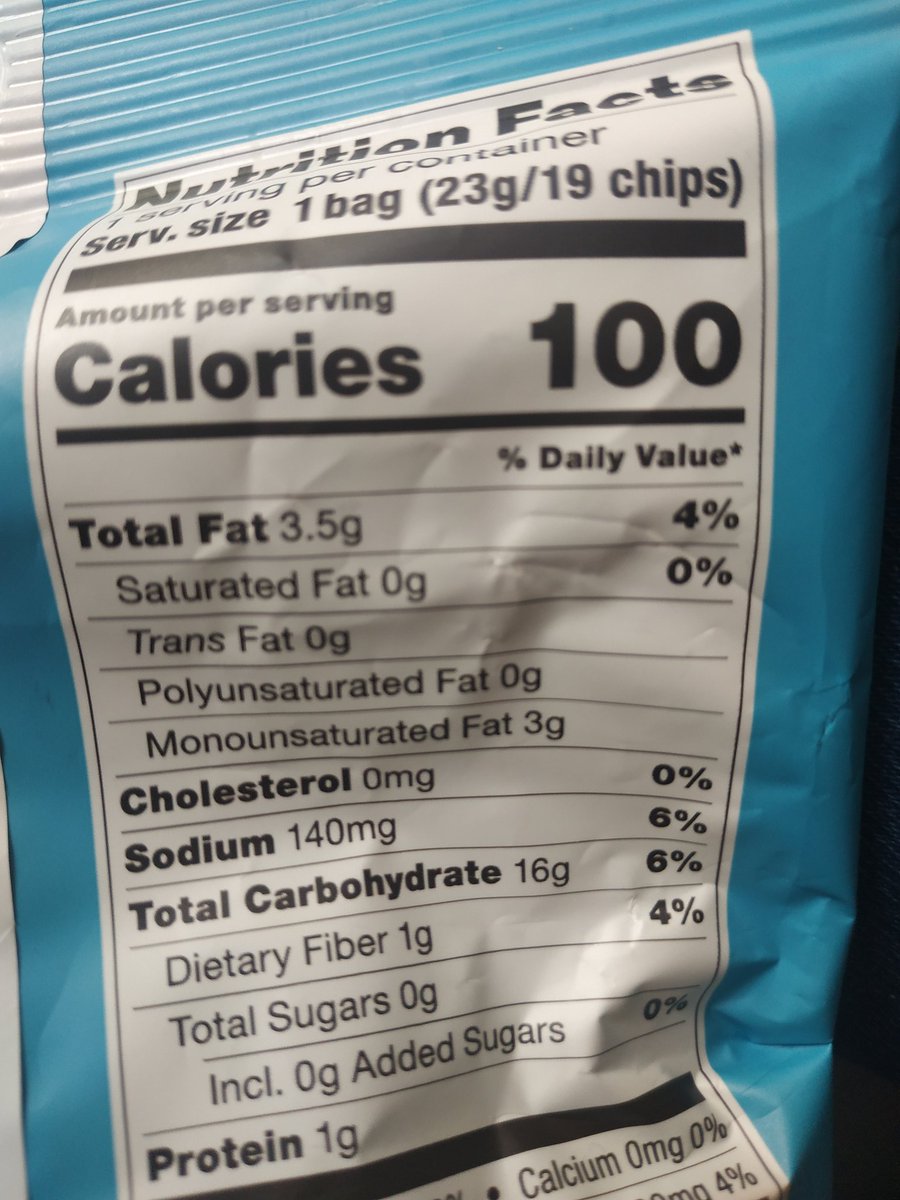 Nutrition Facts
1 serving per container
Serv. size 1 bag (23g/19 chips)
Amount per serving
Calories 100
% Daily Value*
Total Fat 3.5g 4%
Saturated Fat 0g 0%
Trans Fat 0g
Polyunsaturated Fat 0g
Monounsaturated Fat 3g
Cholesterol 0mg 0%
Sodium 140mg 6%
Total Carbohydrate 16g 6%
Dietary Fiber 1g 4%
Total Sugars 0g
Incl. 0g Added Sugars 0%
Protein 1g
• Calcium 0mg 0%
4%